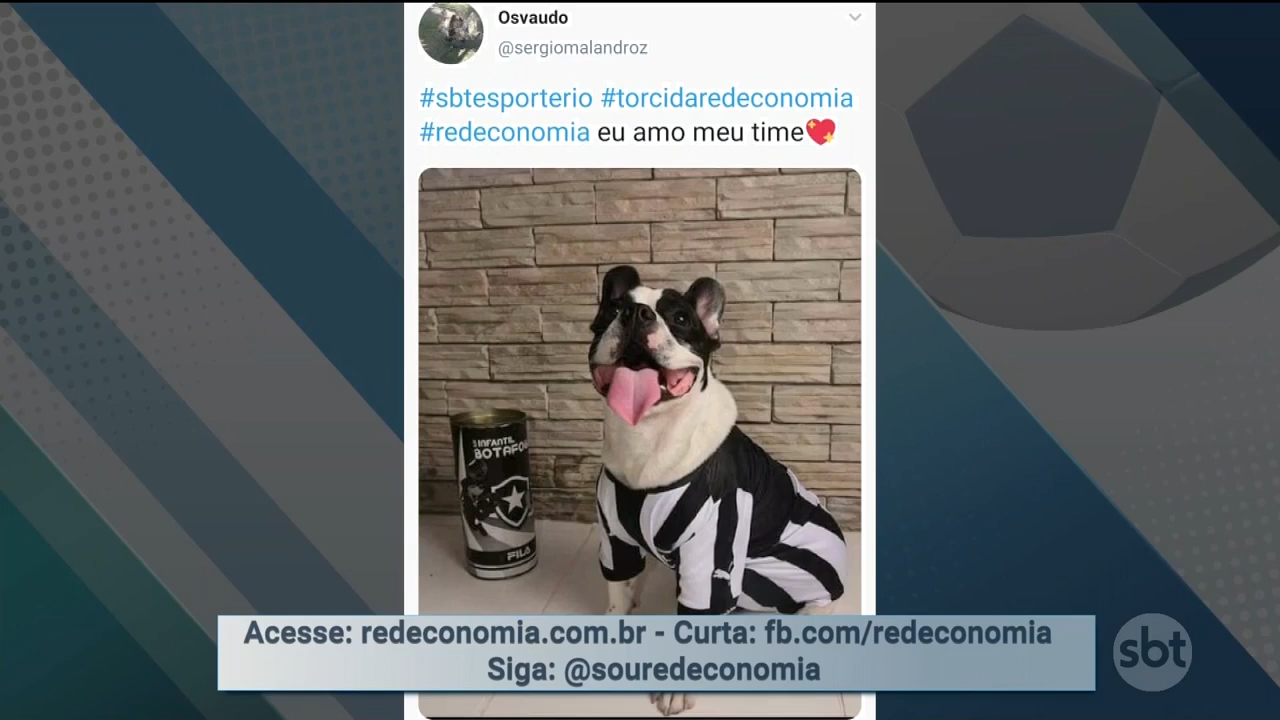 Osvaudo
@sergiomalandroz
#sbtesporterio #torcidaredeconomia
#redeconomia eu amo meu time💖
INFANTIL
BOTAFOGO
FILA
Acesse: redeconomia.com.br - Curta: fb.com/redeconomia
Siga: @souredeconomia
sbt